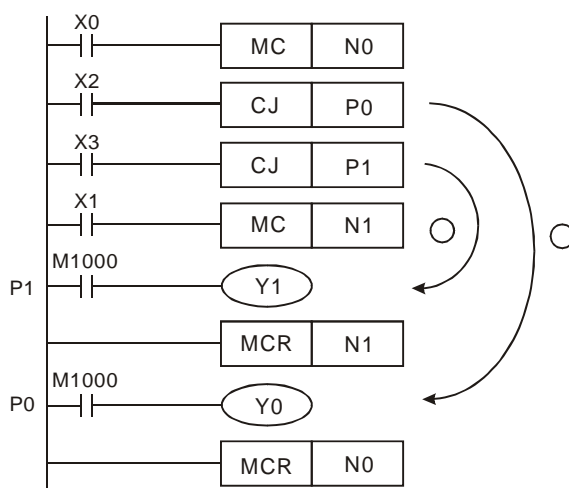 X0
MC N0
X2
CJ P0
X3
CJ P1
X1
MC N1
M1000
P1 Y1
MCR N1
M1000
P0 Y0
MCR N0